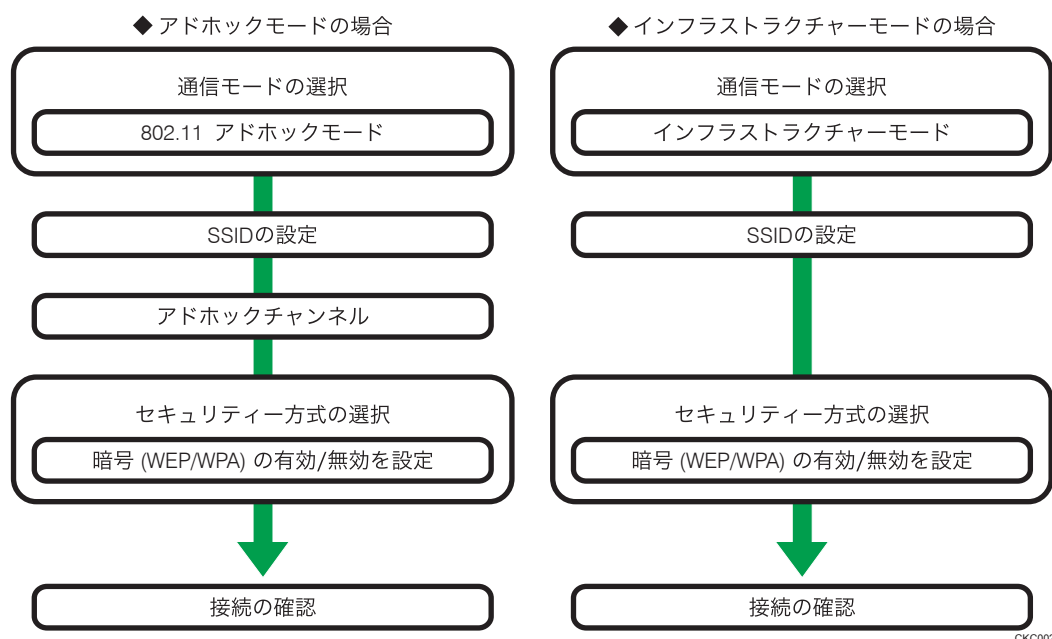 ◆ アドホックモードの場合
通信モードの選択
802.11 アドホックモード
SSIDの設定
アドホックチャンネル
セキュリティー方式の選択
暗号 (WEP/WPA) の有効/無効を設定
接続の確認
◆ インフラストラクチャーモードの場合
通信モードの選択
インフラストラクチャーモード
SSIDの設定
セキュリティー方式の選択
暗号 (WEP/WPA) の有効/無効を設定
接続の確認